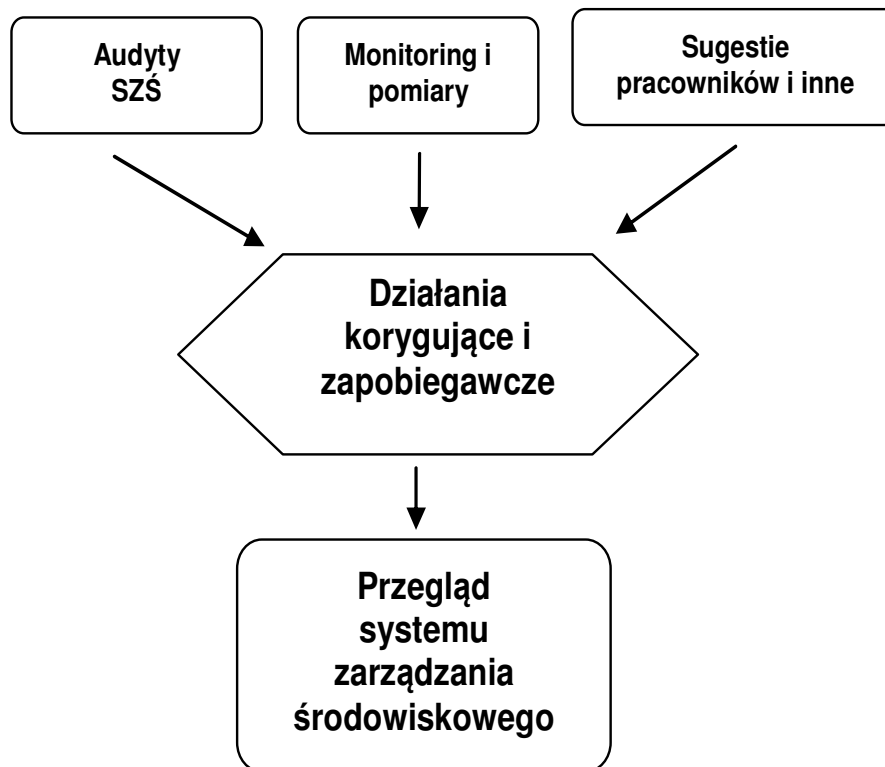 Audyty
SZŚ
Monitoring i
pomiary
Sugestie
pracowników i inne
Działania
korygujące i
zapobiegawcze
Przegląd
systemu
zarządzania
środowiskowego